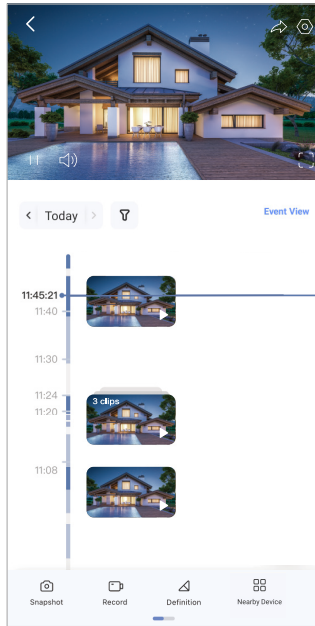 Today
Event View
11:45:21
11:40
11:30
11:24
3 clips
11:20
11:08
Snapshot
Record
Definition
Nearby Device